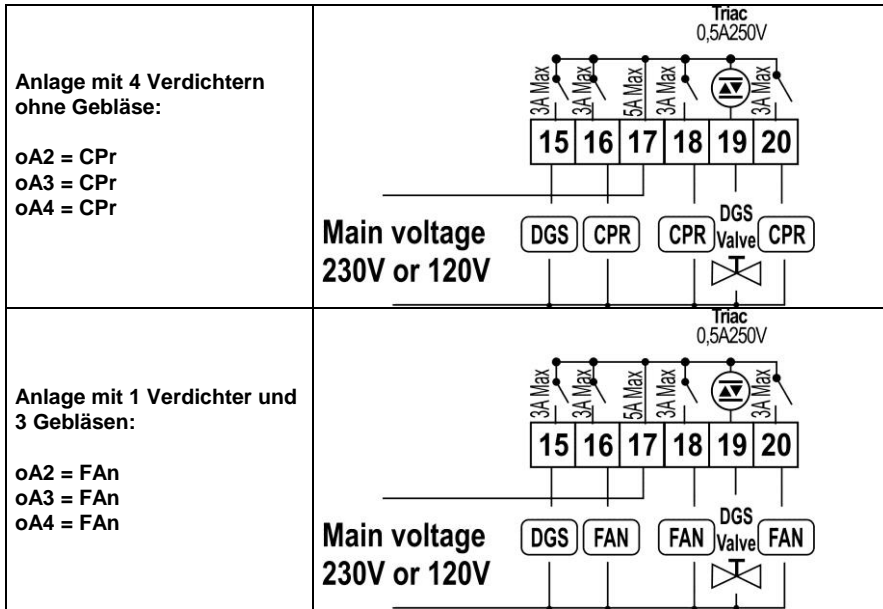 Anlage mit 4 Verdichtern
ohne Gebläse:
oA2 = CPr
oA3 = CPr
oA4 = CPr
Triac
0,5A250V
3A Max 3A Max 5A Max 3A Max 3A Max
15 16 17 18 19 20
Main voltage
230V or 120V
DGS CPR CPR DGS Valve CPR
Anlage mit 1 Verdichter und
3 Gebläsen:
oA2 = FAn
oA3 = FAn
oA4 = FAn
Triac
0,5A250V
3A Max 3A Max 5A Max 3A Max 3A Max
15 16 17 18 19 20
Main voltage
230V or 120V
DGS FAN FAN DGS Valve FAN